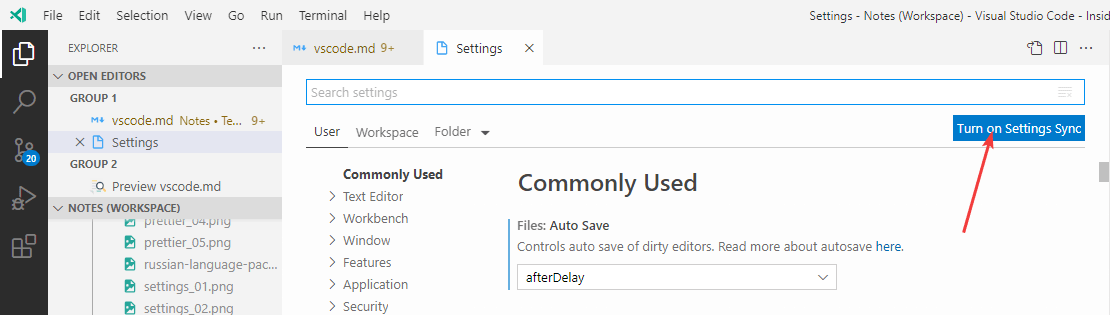 File Edit Selection View Go Run Terminal Help Settings - Notes (Workspace) - Visual Studio Code - Insid
EXPLORER ···
OPEN EDITORS
GROUP 1
vscode.md Notes • Te... 9+
Settings
GROUP 2
Preview vscode.md
NOTES (WORKSPACE)
prettier_04.png
prettier_05.png
russian-language-pac...
settings_01.png
settings_02.png
20
vscode.md 9+ Settings
Search settings
User Workspace Folder
Turn on Settings Sync
Commonly Used
Text Editor
Workbench
Window
Features
Application
Security
Commonly Used
Files: Auto Save
Controls auto save of dirty editors. Read more about autosave here.
afterDelay